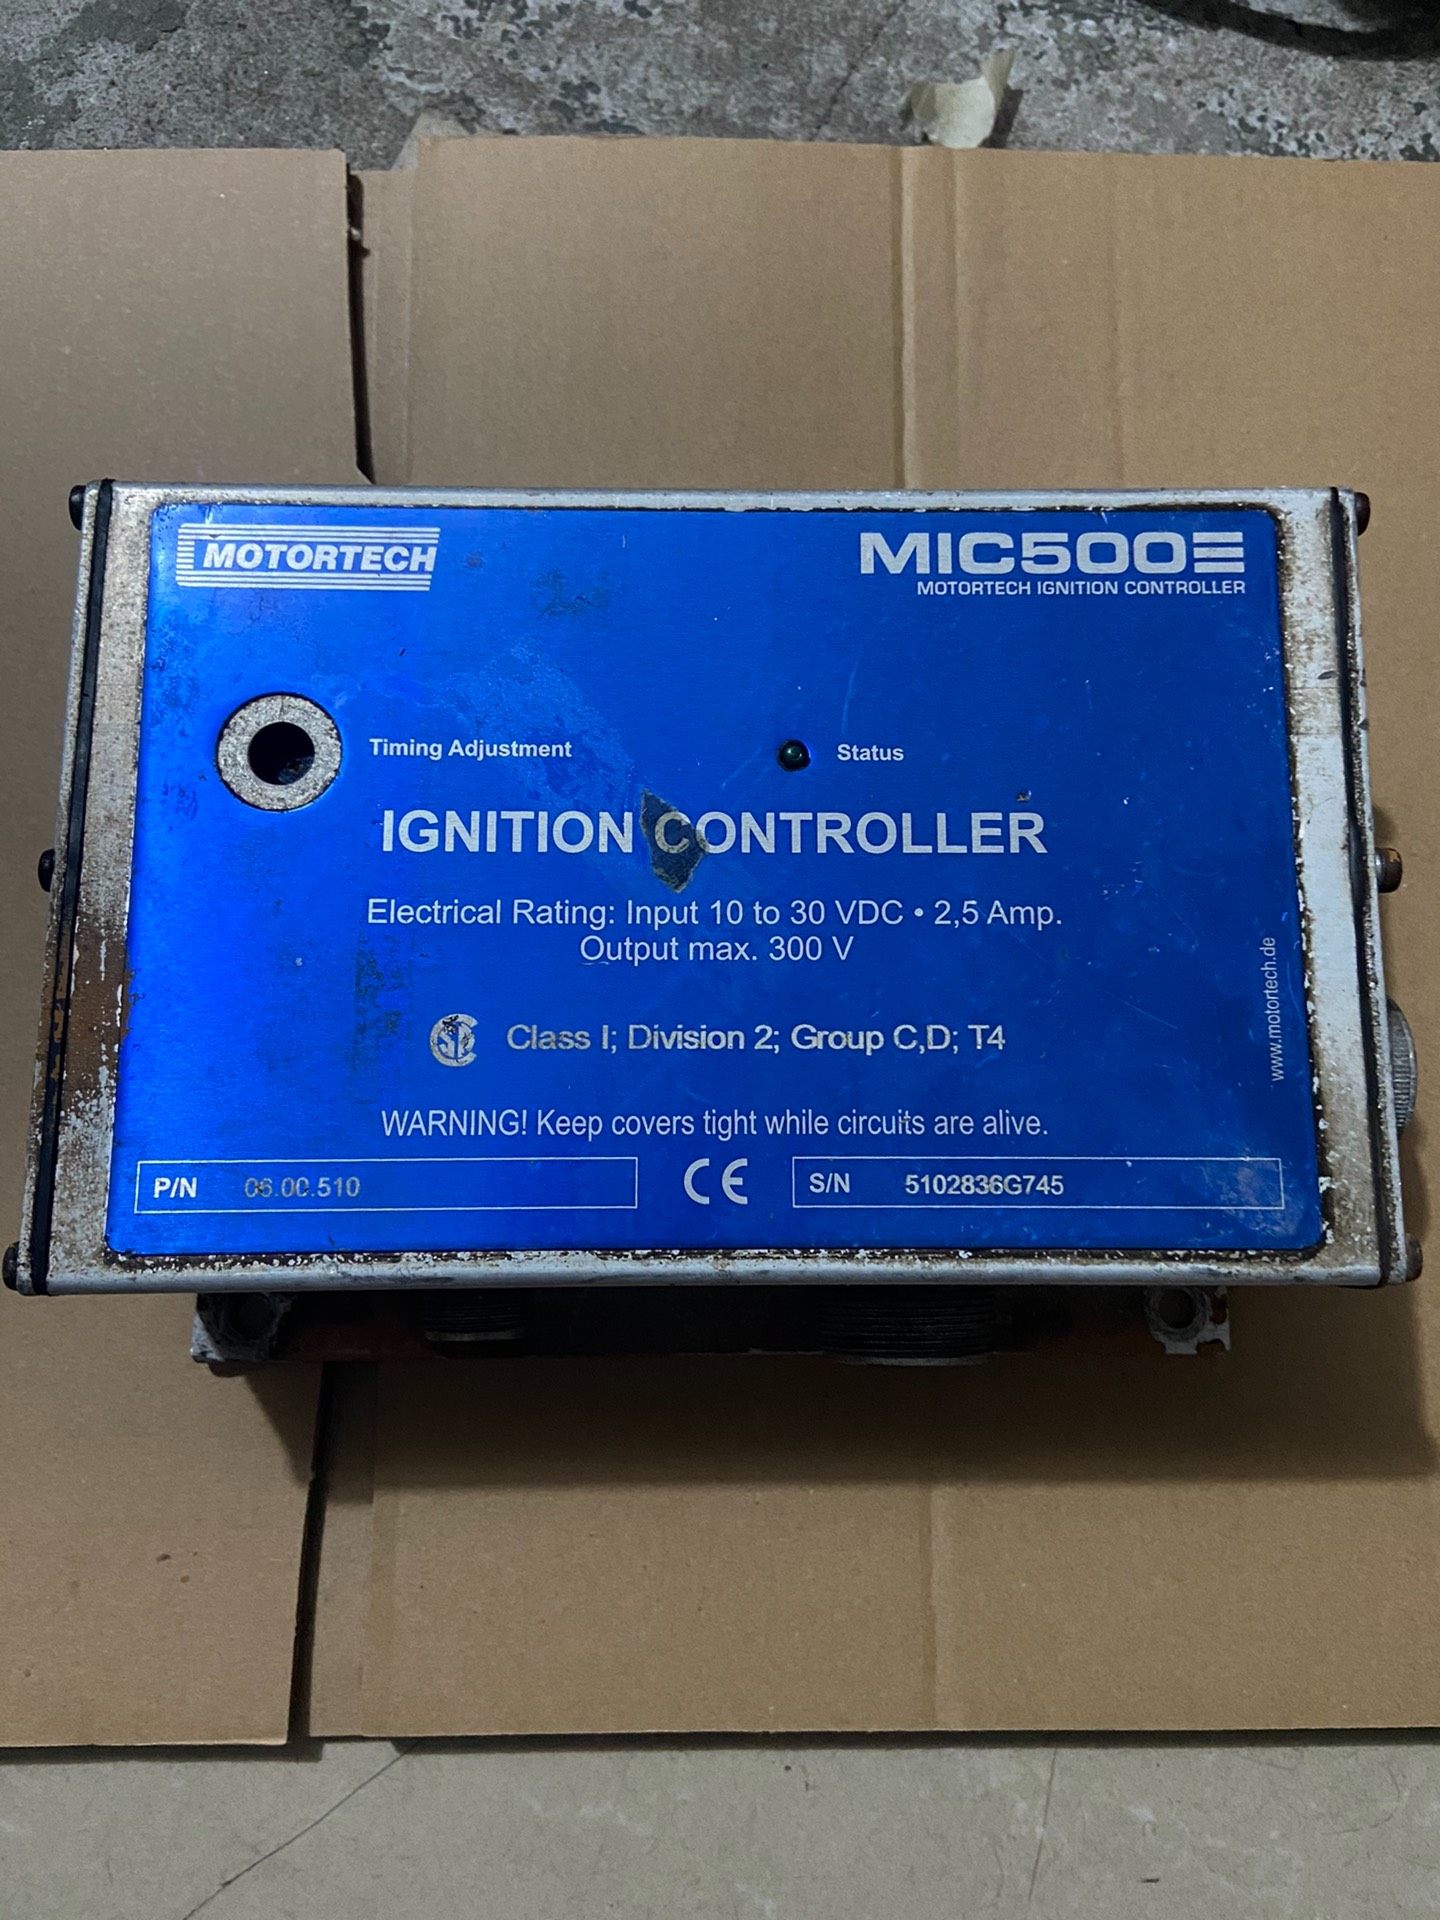 MOTORTECH
MIC500
MOTORTECH IGNITION CONTROLLER
Timing Adjustment
Status
IGNITION CONTROLLER
Electrical Rating: Input 10 to 30 VDC • 2,5 Amp.
Output max. 300 V
Class I; Division 2; Group C,D; T4
www.motortech.de
WARNING! Keep covers tight while circuits are alive.
P/N 06.00.510
CE
S/N 5102836G745